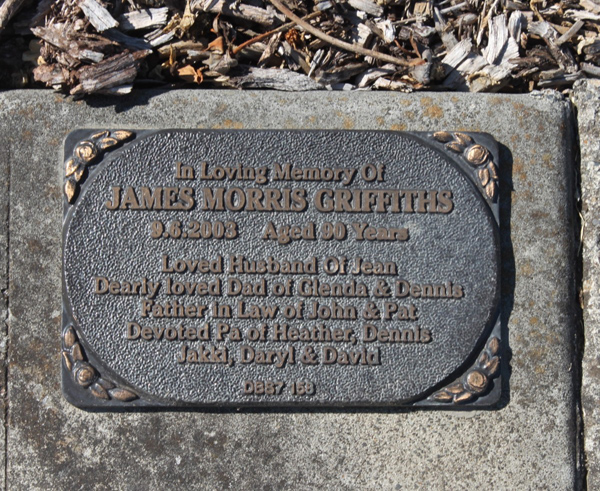 In Loving Memory Of
JAMES MORRIS GRIFFITHS
9.6.2003 Aged 90 Years
Loved Husband Of Jean
Dearly loved Dad of Glenda & Dennis
Father in Law of John & Pat
Devoted Pa of Heather, Dennis
Jakki, Daryl & David